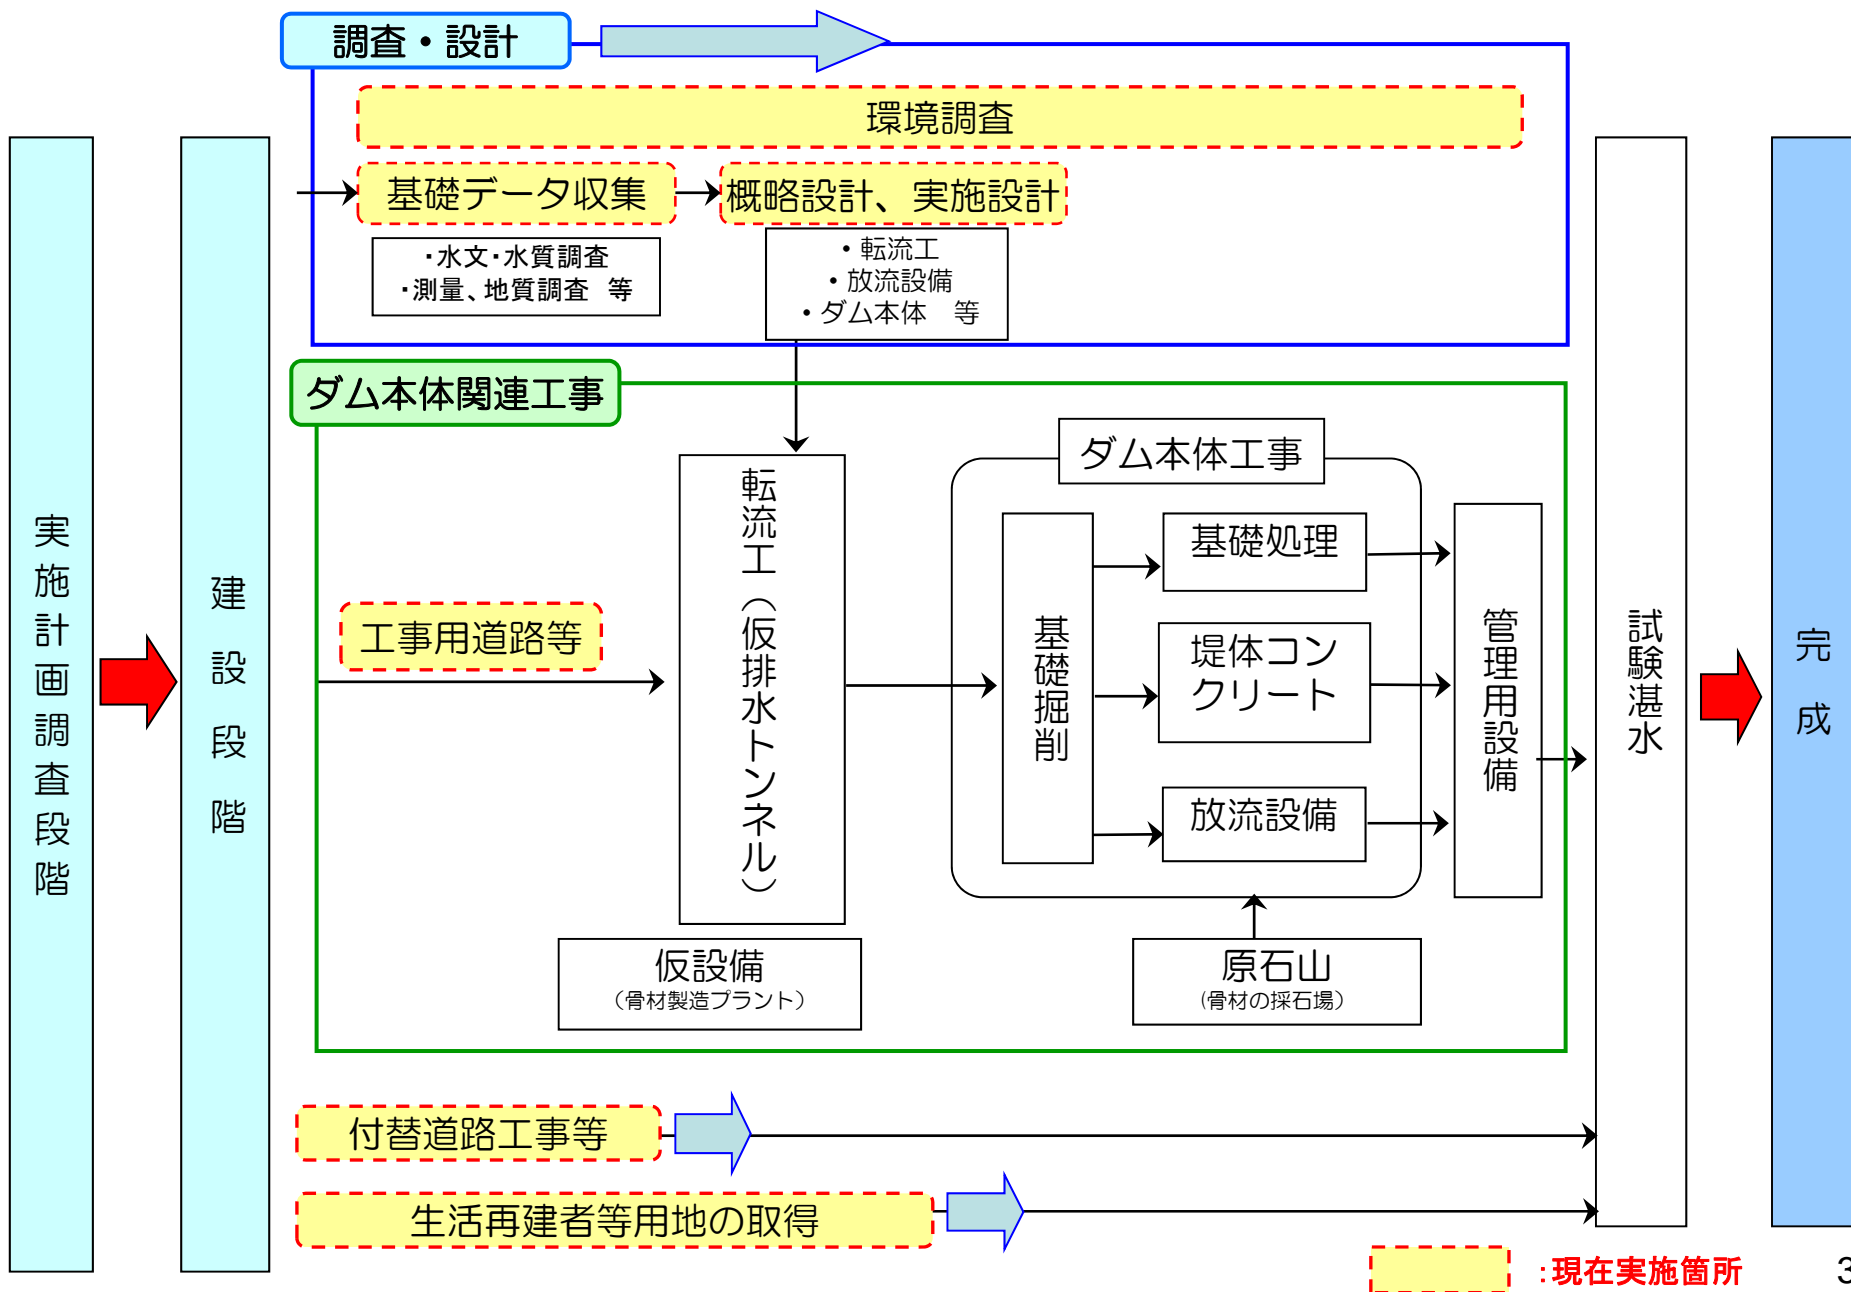 調査・設計
環境調査
基礎データ収集
概略設計、実施設計
・水文・水質調査
・測量、地質調査　等
・転流工
・放流設備
・ダム本体　等
実施計画調査段階
建設段階
ダム本体関連工事
工事用道路等
転流工（仮排水トンネル）
ダム本体工事
基礎掘削
基礎処理
堤体コン
クリート
放流設備
管理用設備
仮設備
（骨材製造プラント）
原石山
（骨材の採石場）
試験湛水
完成
付替道路工事等
生活再建者等用地の取得
：現在実施箇所
3